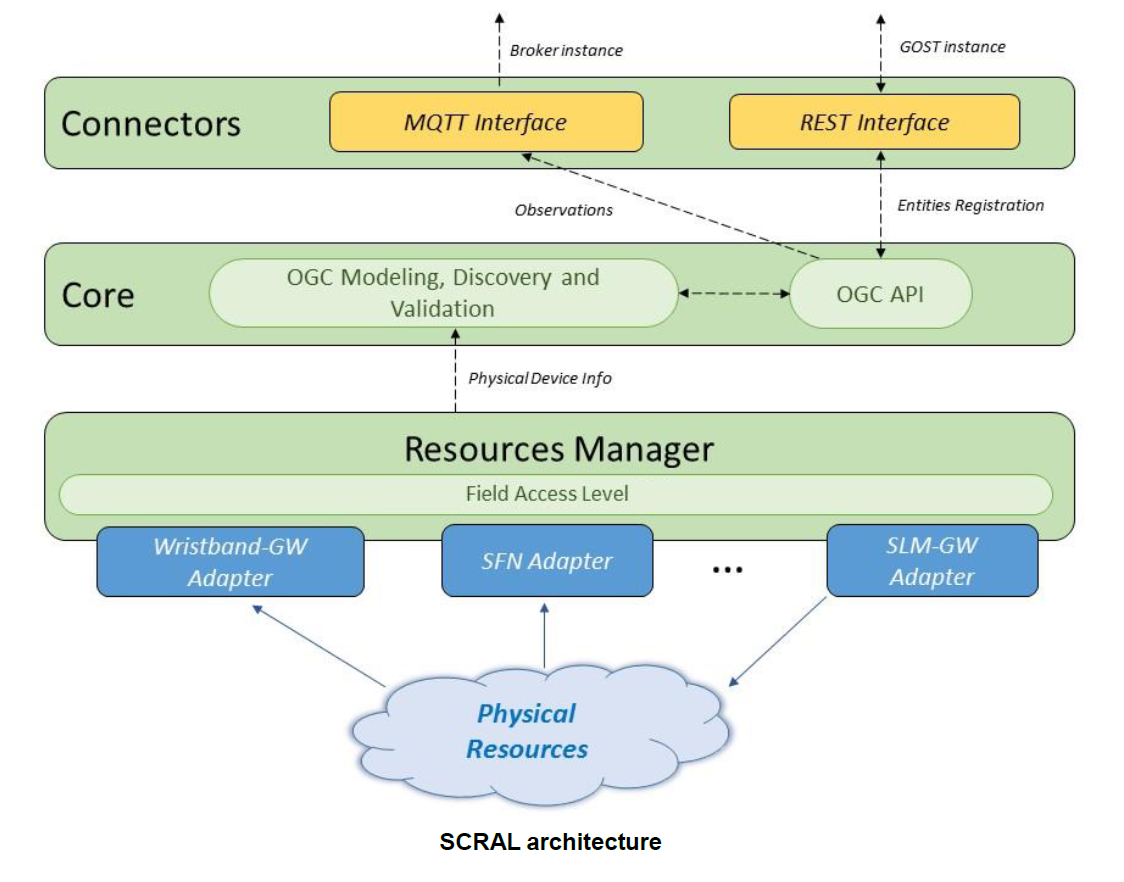 Broker instance
GOST instance
Connectors
MQTT Interface
REST Interface
Observations
Entities Registration
Core
OGC Modeling, Discovery and
Validation
OGC API
Physical Device Info
Resources Manager
Field Access Level
Wristband-GW
Adapter
SFN Adapter
...
SLM-GW
Adapter
Physical
Resources
SCRAL architecture